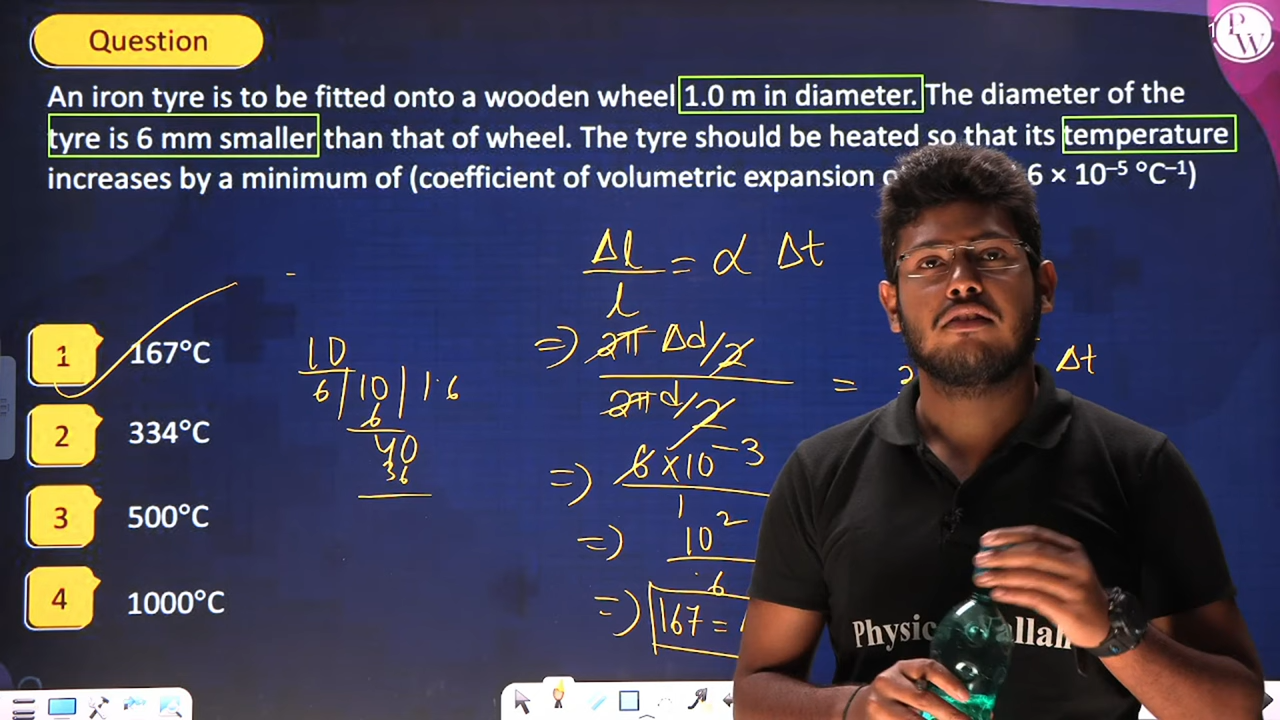 Question
An iron tyre is to be fitted onto a wooden wheel 1.0 m in diameter. The diameter of the
tyre is 6 mm smaller than that of wheel. The tyre should be heated so that its temperature
increases by a minimum of (coefficient of volumetric expansion 6 × 10⁻⁵ °C⁻¹)
PW
Δl/l = α Δt
1 167°C
2 334°C
3 500°C
4 1000°C
10
6 | 10 | 1.6
6
40
36
=) 2π Δd/2 / 2π d/2 = Δt
=) 6 × 10⁻³ / 1
=) 10² / 6
=) 167 =
Physics Wallah